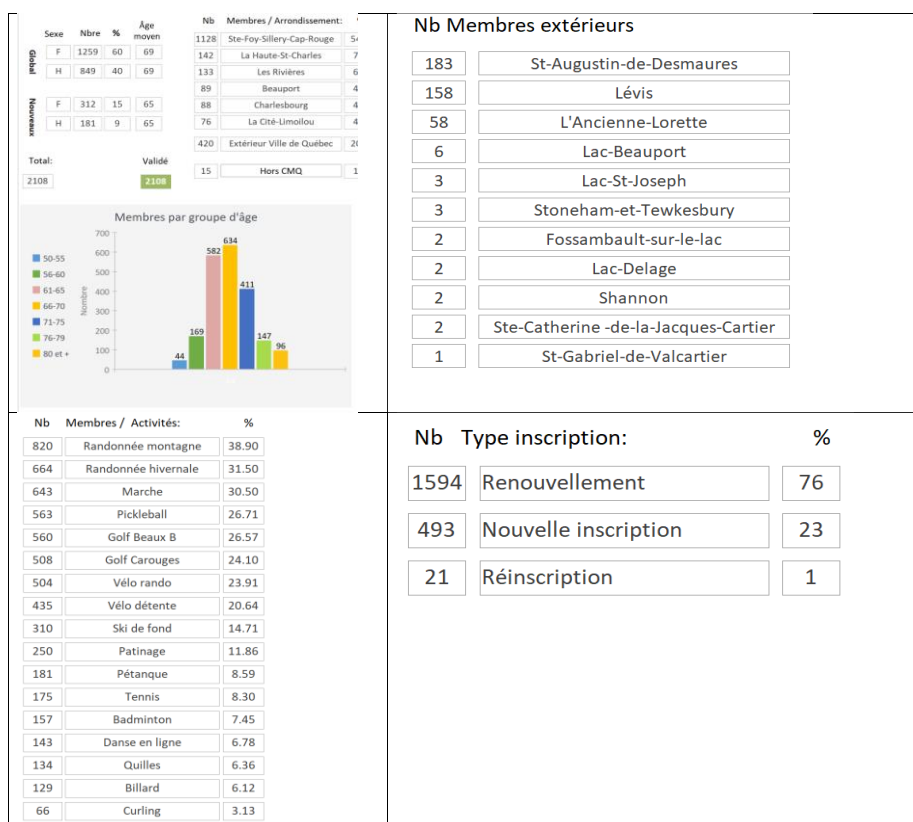 Sexe Nbre % Âge moyen
Global
F 1259 60 69
H 849 40 69
Nouveaux
F 312 15 65
H 181 9 65
Total: Validé
2108 2108
Nb Membres / Arrondissement:
1128 Ste-Foy-Sillery-Cap-Rouge
142 La Haute-St-Charles
133 Les Rivières
89 Beauport
88 Charlesbourg
76 La Cité-Limoilou
420 Extérieur Ville de Québec
15 Hors CMQ
Membres par groupe d'âge
Nombre
700
600
500
400
300
200
100
0
50-55
56-60
61-65
66-70
71-75
76-79
80 et +
44
169
582
634
411
147
96
Nb Membres extérieurs
183 St-Augustin-de-Desmaures
158 Lévis
58 L'Ancienne-Lorette
6 Lac-Beauport
3 Lac-St-Joseph
3 Stoneham-et-Tewkesbury
2 Fossambault-sur-le-lac
2 Lac-Delage
2 Shannon
2 Ste-Catherine -de-la-Jacques-Cartier
1 St-Gabriel-de-Valcartier
Nb Membres / Activités: %
820 Randonnée montagne 38.90
664 Randonnée hivernale 31.50
643 Marche 30.50
563 Pickleball 26.71
560 Golf Beaux B 26.57
508 Golf Carouges 24.10
504 Vélo rando 23.91
435 Vélo détente 20.64
310 Ski de fond 14.71
250 Patinage 11.86
181 Pétanque 8.59
175 Tennis 8.30
157 Badminton 7.45
143 Danse en ligne 6.78
134 Quilles 6.36
129 Billard 6.12
66 Curling 3.13
Nb Type inscription: %
1594 Renouvellement 76
493 Nouvelle inscription 23
21 Réinscription 1